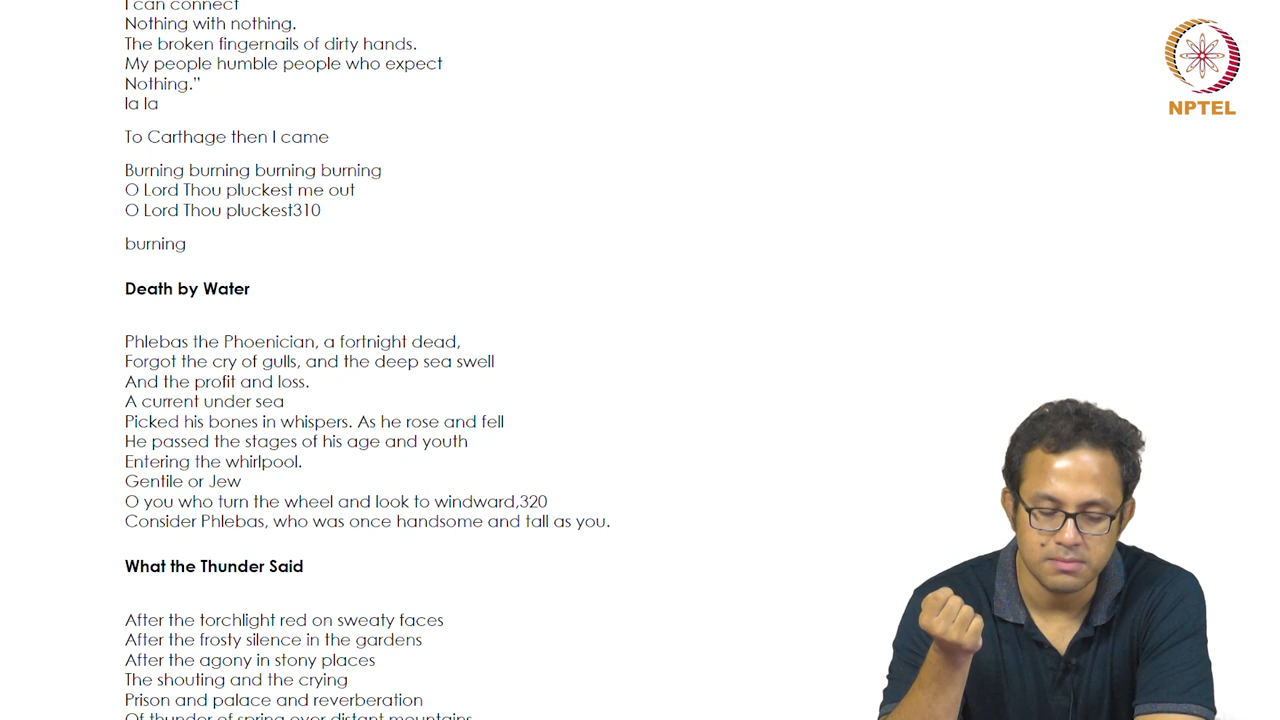 I can connect
Nothing with nothing.
The broken fingernails of dirty hands.
My people humble people who expect
Nothing.”
la la
To Carthage then I came
Burning burning burning burning
O Lord Thou pluckest me out
O Lord Thou pluckest310
burning
Death by Water
Phlebas the Phoenician, a fortnight dead,
Forgot the cry of gulls, and the deep sea swell
And the profit and loss.
A current under sea
Picked his bones in whispers. As he rose and fell
He passed the stages of his age and youth
Entering the whirlpool.
Gentile or Jew
O you who turn the wheel and look to windward,320
Consider Phlebas, who was once handsome and tall as you.
What the Thunder Said
After the torchlight red on sweaty faces
After the frosty silence in the gardens
After the agony in stony places
The shouting and the crying
Prison and palace and reverberation
Of thunder of spring over distant mountains
NPTEL